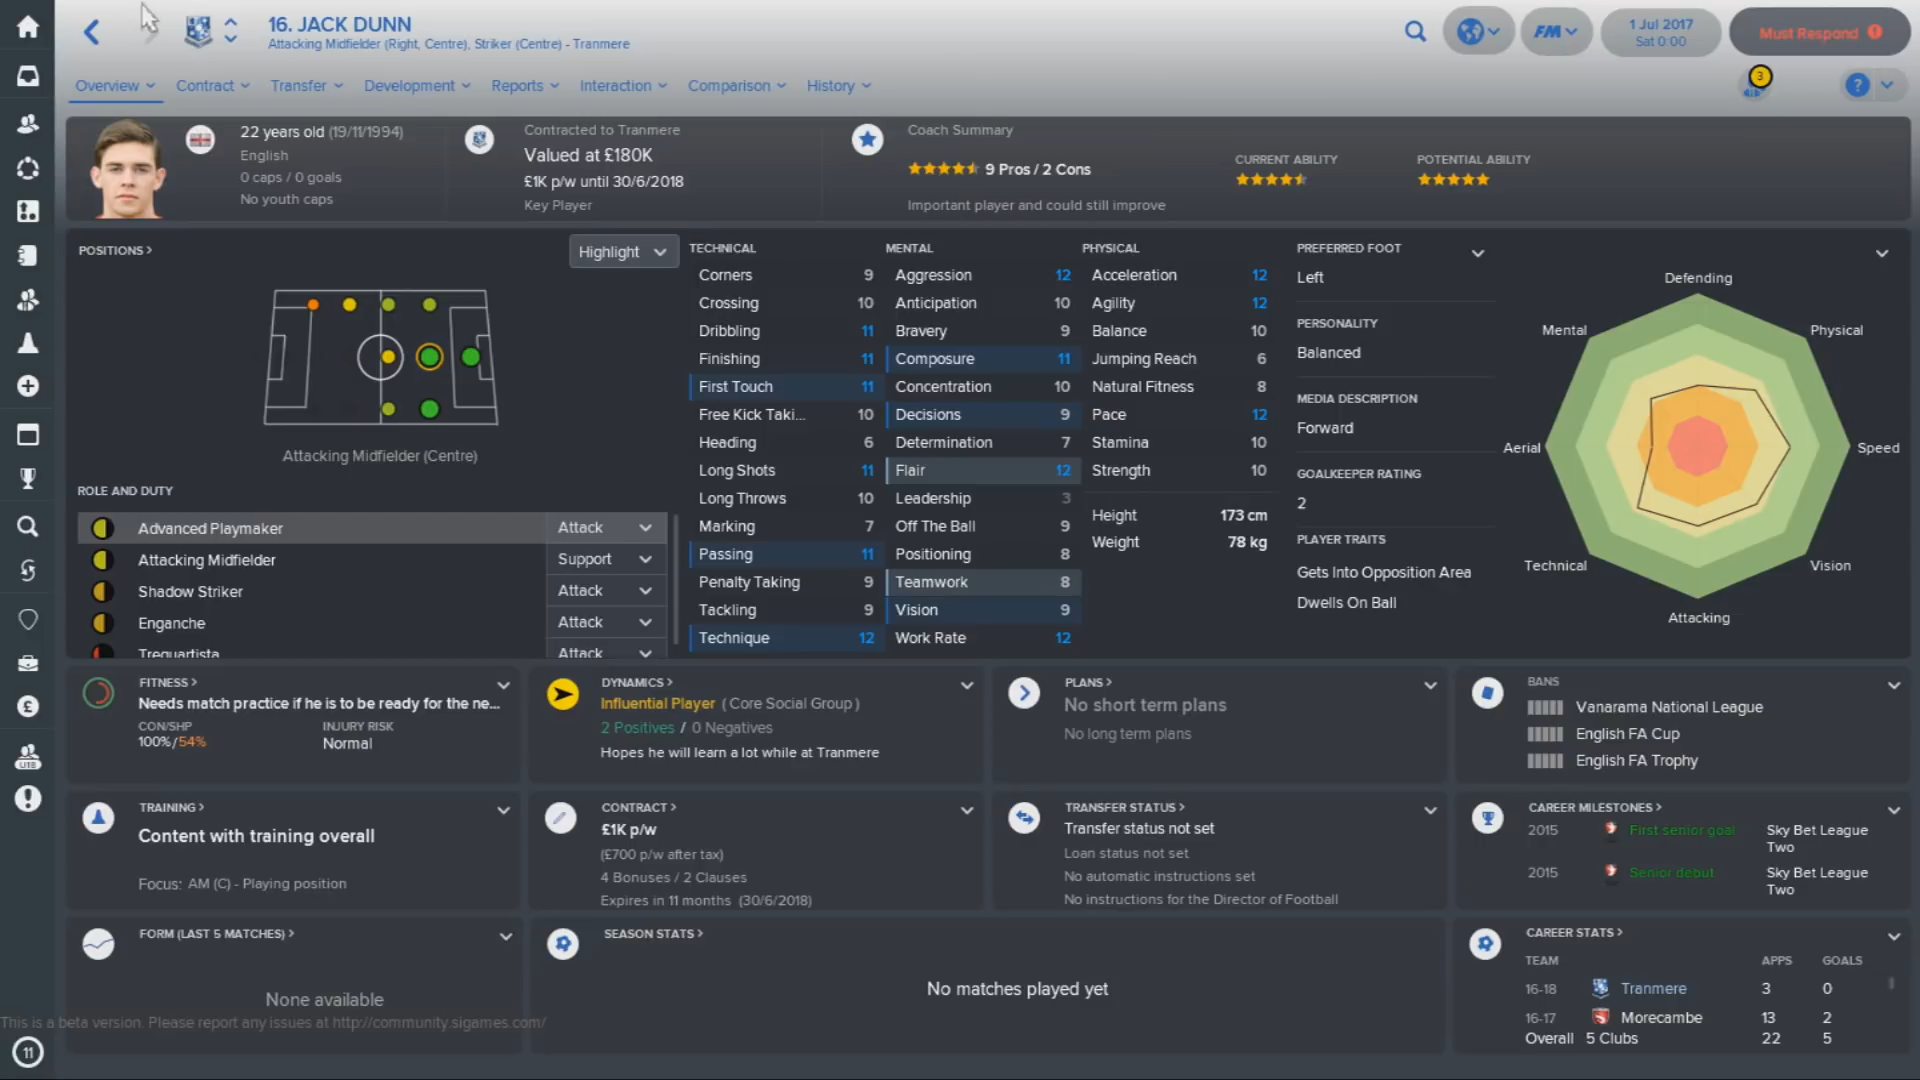 16. JACK DUNN
Attacking Midfielder (Right, Centre), Striker (Centre) - Tranmere
FM
1 Jul 2017
Sat 0:00
Must Respond
Overview
Contract
Transfer
Development
Reports
Interaction
Comparison
History
3
?
22 years old (19/11/1994)
English
0 caps / 0 goals
No youth caps
Contracted to Tranmere
Valued at £180K
£1K p/w until 30/6/2018
Key Player
Coach Summary
9 Pros / 2 Cons
Important player and could still improve
CURRENT ABILITY
POTENTIAL ABILITY
POSITIONS >
Highlight
Attacking Midfielder (Centre)
ROLE AND DUTY
Advanced Playmaker Attack
Attacking Midfielder Support
Shadow Striker Attack
Enganche Attack
Trequartista Attack
TECHNICAL
Corners 9
Crossing 10
Dribbling 11
Finishing 11
First Touch 11
Free Kick Taki... 10
Heading 6
Long Shots 11
Long Throws 10
Marking 7
Passing 11
Penalty Taking 9
Tackling 9
Technique 12
MENTAL
Aggression 12
Anticipation 10
Bravery 9
Composure 11
Concentration 10
Decisions 9
Determination 7
Flair 12
Leadership 3
Off The Ball 9
Positioning 8
Teamwork 8
Vision 9
Work Rate 12
PHYSICAL
Acceleration 12
Agility 12
Balance 10
Jumping Reach 6
Natural Fitness 8
Pace 12
Stamina 10
Strength 10
Height 173 cm
Weight 78 kg
PREFERRED FOOT
Left
PERSONALITY
Balanced
MEDIA DESCRIPTION
Forward
GOALKEEPER RATING
2
PLAYER TRAITS
Gets Into Opposition Area
Dwells On Ball
Defending
Mental
Physical
Aerial
Speed
Technical
Vision
Attacking
FITNESS >
Needs match practice if he is to be ready for the ne...
CON/SHP
100%/54%
INJURY RISK
Normal
DYNAMICS >
Influential Player (Core Social Group)
2 Positives / 0 Negatives
Hopes he will learn a lot while at Tranmere
PLANS >
No short term plans
No long term plans
BANS
Vanarama National League
English FA Cup
English FA Trophy
TRAINING >
Content with training overall
Focus: AM (C) - Playing position
CONTRACT >
£1K p/w
(£700 p/w after tax)
4 Bonuses / 2 Clauses
Expires in 11 months (30/6/2018)
TRANSFER STATUS >
Transfer status not set
Loan status not set
No automatic instructions set
No instructions for the Director of Football
CAREER MILESTONES >
2015 First senior goal Sky Bet League Two
2015 Senior debut Sky Bet League Two
FORM (LAST 5 MATCHES) >
None available
SEASON STATS >
No matches played yet
CAREER STATS >
TEAM APPS GOALS
16-18 Tranmere 3 0
16-17 Morecambe 13 2
Overall 5 Clubs 22 5
This is a beta version. Please report any issues at http://community.sigames.com/
£
U18
11